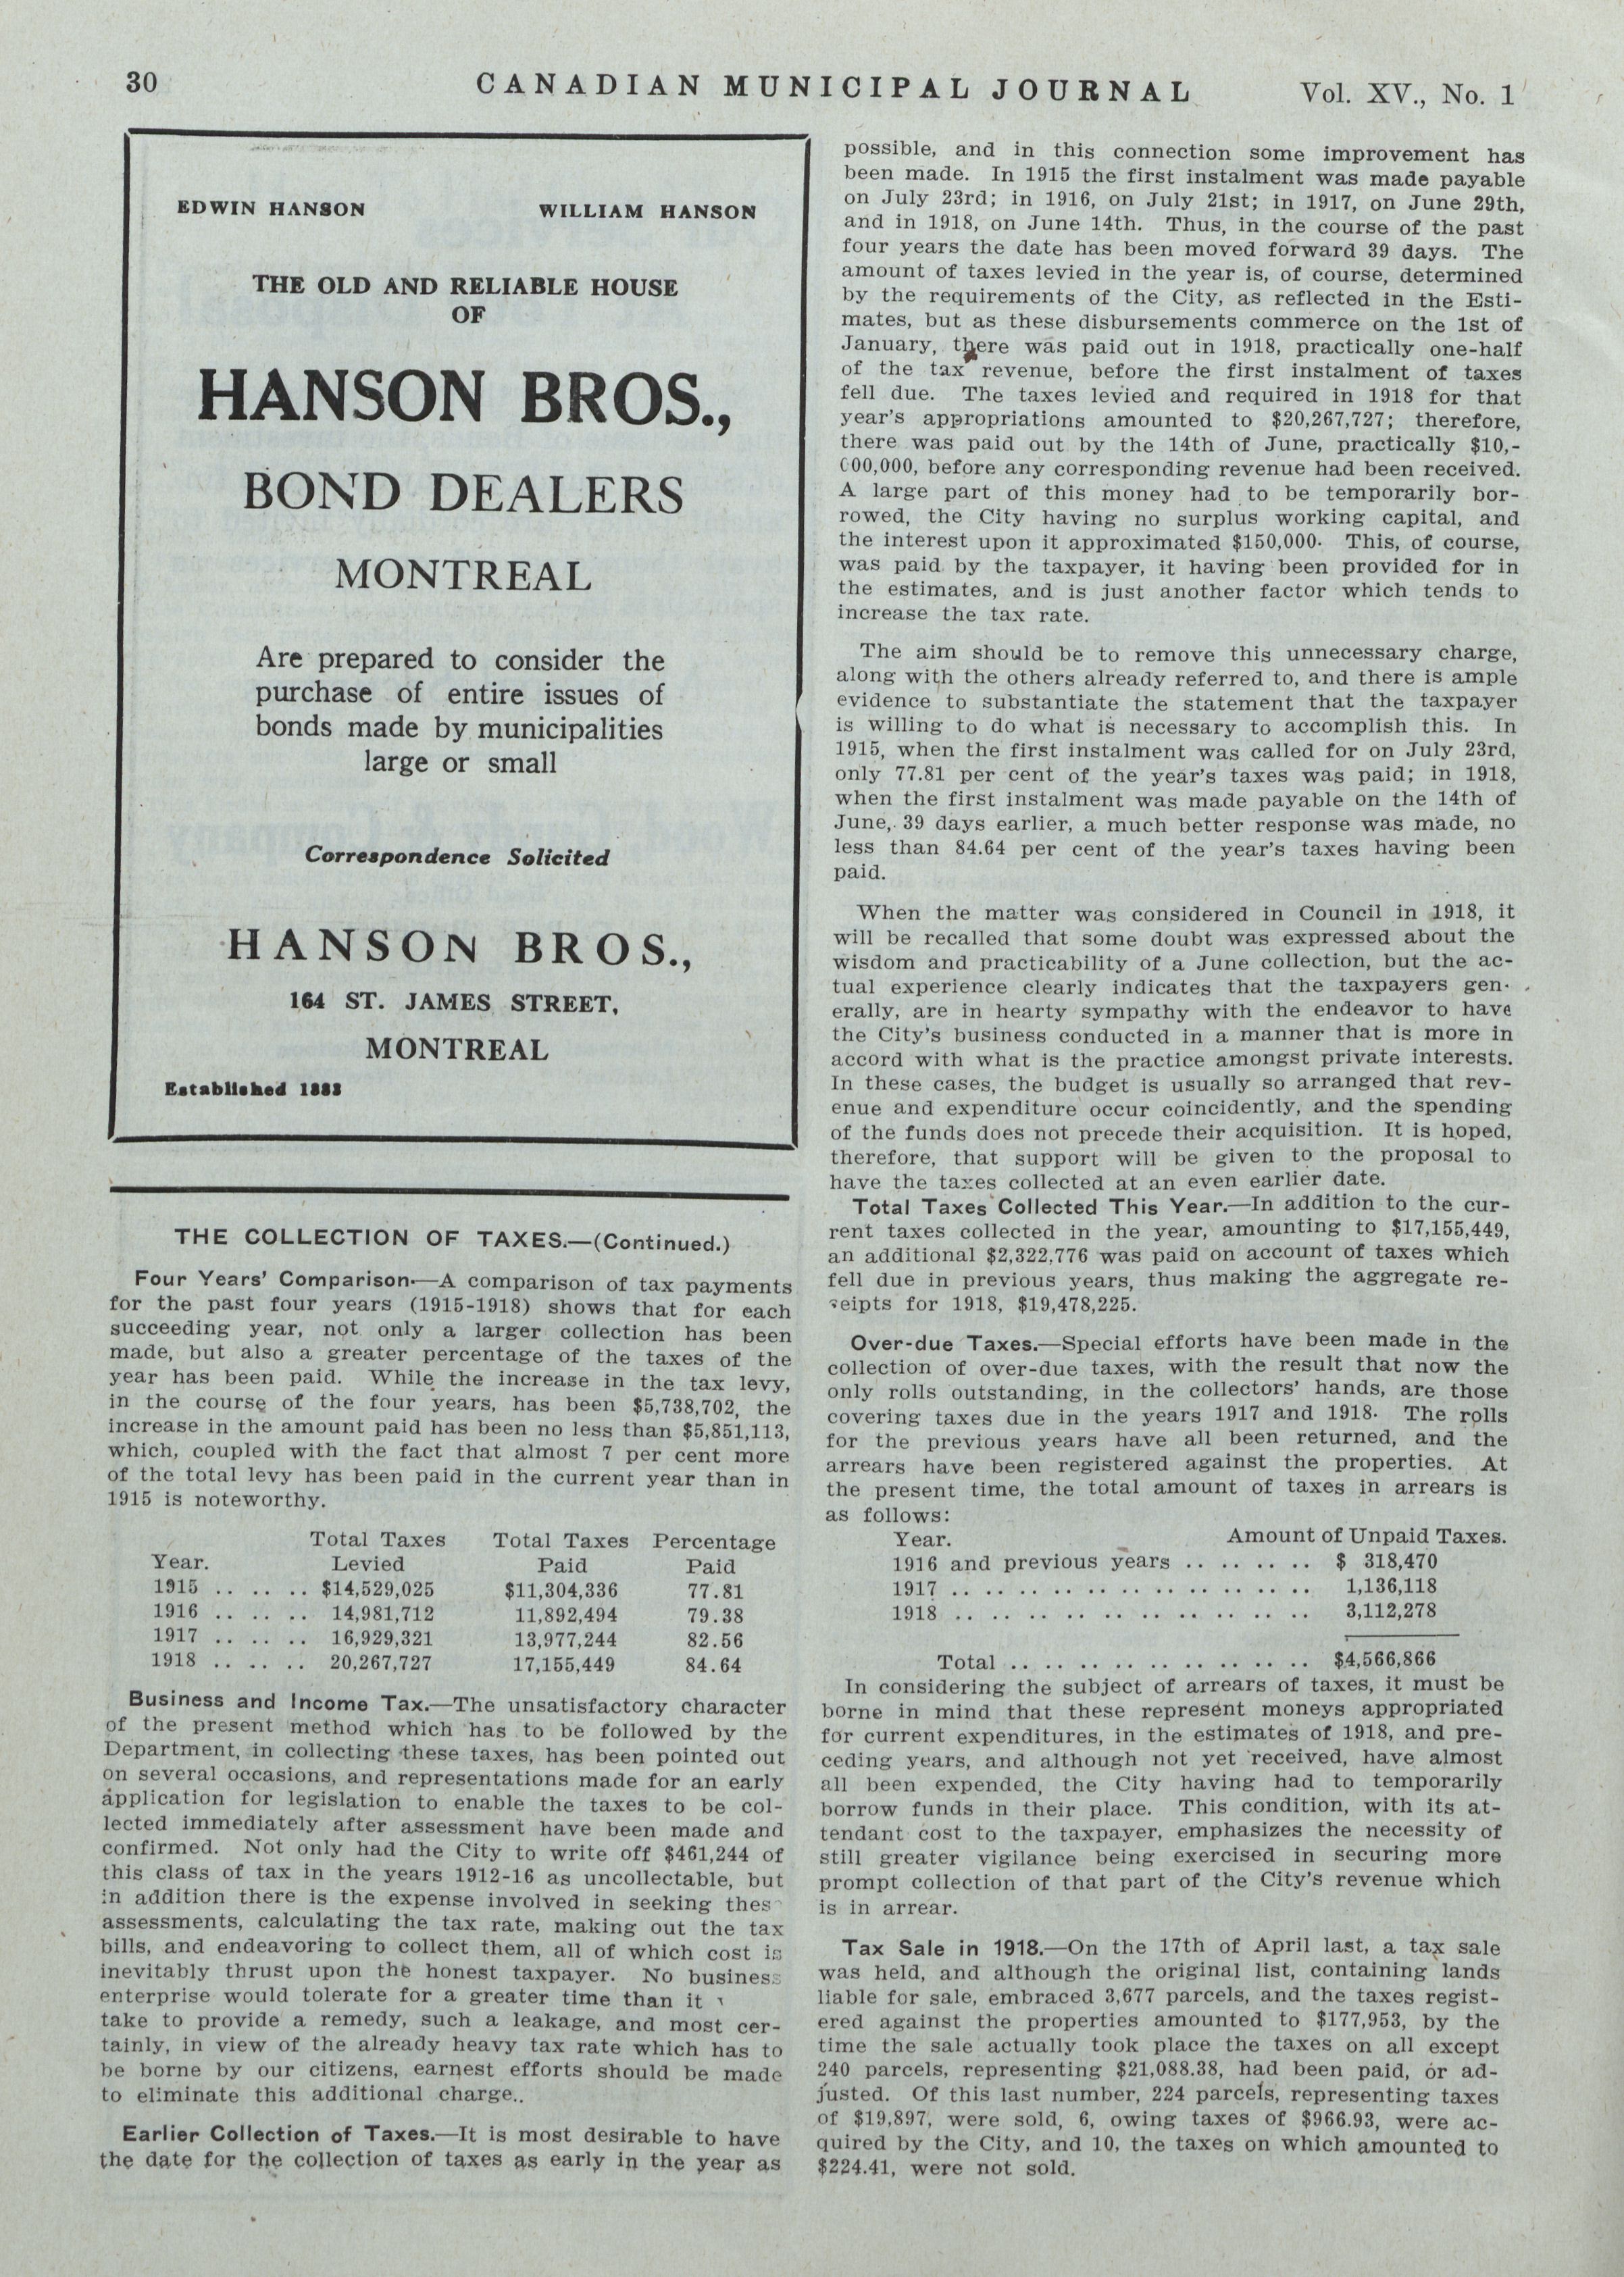 30
CANADIAN MUNICIPAL JOURNAL
Vol. XV., No. 1
EDWIN HANSON WILLIAM HANSON
THE OLD AND RELIABLE HOUSE
OF
HANSON BROS.,
BOND DEALERS
MONTREAL
Are prepared to consider the
purchase of entire issues of
bonds made by municipalities
large or small
Correspondence Solicited
HANSON BROS.,
164 ST. JAMES STREET,
MONTREAL
Established 1883
THE COLLECTION OF TAXES.—(Continued.)
Four Years' Comparison.—A comparison of tax payments
for the past four years (1915-1918) shows that for each
succeeding year, not only a larger collection has been
made, but also a greater percentage of the taxes of the
year has been paid. While the increase in the tax levy,
in the course of the four years, has been $5,738,702, the
increase in the amount paid has been no less than $5,851,113,
which, coupled with the fact that almost 7 per cent more
of the total levy has been paid in the current year than in
1915 is noteworthy.
Total Taxes Total Taxes Percentage
Year. Levied Paid Paid
1915 .. .. .. $14,529,025 $11,304,336 77.81
1916 .. .. .. 14,981,712 11,892,494 79.38
1917 .. .. .. 16,929,321 13,977,244 82.56
1918 .. .. .. 20,267,727 17,155,449 84.64
Business and Income Tax.—The unsatisfactory character
of the present method which has to be followed by the
Department, in collecting these taxes, has been pointed out
on several occasions, and representations made for an early
application for legislation to enable the taxes to be col-
lected immediately after assessment have been made and
confirmed. Not only had the City to write off $461,244 of
this class of tax in the years 1912-16 as uncollectable, but
in addition there is the expense involved in seeking thes
assessments, calculating the tax rate, making out the tax
bills, and endeavoring to collect them, all of which cost is
inevitably thrust upon the honest taxpayer. No business
enterprise would tolerate for a greater time than it
take to provide a remedy, such a leakage, and most cer-
tainly, in view of the already heavy tax rate which has to
be borne by our citizens, earnest efforts should be made
to eliminate this additional charge..
Earlier Collection of Taxes.—It is most desirable to have
the date for the collection of taxes as early in the year as
possible, and in this connection some improvement has
been made. In 1915 the first instalment was made payable
on July 23rd; in 1916, on July 21st; in 1917, on June 29th,
and in 1918, on June 14th. Thus, in the course of the past
four years the date has been moved forward 39 days. The
amount of taxes levied in the year is, of course, determined
by the requirements of the City, as reflected in the Esti-
mates, but as these disbursements commerce on the 1st of
January, there was paid out in 1918, practically one-half
of the tax revenue, before the first instalment of taxes
fell due. The taxes levied and required in 1918 for that
year's appropriations amounted to $20,267,727; therefore,
there was paid out by the 14th of June, practically $10,-
000,000, before any corresponding revenue had been received.
A large part of this money had to be temporarily bor-
rowed, the City having no surplus working capital, and
the interest upon it approximated $150,000. This, of course,
was paid by the taxpayer, it having been provided for in
the estimates, and is just another factor which tends to
increase the tax rate.
The aim should be to remove this unnecessary charge,
along with the others already referred to, and there is ample
evidence to substantiate the statement that the taxpayer
is willing to do what is necessary to accomplish this. In
1915, when the first instalment was called for on July 23rd,
only 77.81 per cent of the year's taxes was paid; in 1918,
when the first instalment was made payable on the 14th of
June, 39 days earlier, a much better response was made, no
less than 84.64 per cent of the year's taxes having been
paid.
When the matter was considered in Council in 1918, it
will be recalled that some doubt was expressed about the
wisdom and practicability of a June collection, but the ac-
tual experience clearly indicates that the taxpayers gen-
erally, are in hearty sympathy with the endeavor to have
the City's business conducted in a manner that is more in
accord with what is the practice amongst private interests.
In these cases, the budget is usually so arranged that rev-
enue and expenditure occur coincidently, and the spending
of the funds does not precede their acquisition. It is hoped,
therefore, that support will be given to the proposal to
have the taxes collected at an even earlier date.
Total Taxes Collected This Year.—In addition to the cur-
rent taxes collected in the year, amounting to $17,155,449,
an additional $2,322,776 was paid on account of taxes which
fell due in previous years, thus making the aggregate re-
ceipts for 1918, $19,478,225.
Over-due Taxes.—Special efforts have been made in the
collection of over-due taxes, with the result that now the
only rolls outstanding, in the collectors' hands, are those
covering taxes due in the years 1917 and 1918. The rolls
for the previous years have all been returned, and the
arrears have been registered against the properties. At
the present time, the total amount of taxes in arrears is
as follows:
Year. Amount of Unpaid Taxes.
1916 and previous years .. .. .. .. $ 318,470
1917 .. .. .. .. .. .. .. .. .. .. .. 1,136,118
1918 .. .. .. .. .. .. .. .. .. .. .. 3,112,278
Total .. .. .. .. .. .. .. .. .. $4,566,866
In considering the subject of arrears of taxes, it must be
borne in mind that these represent moneys appropriated
for current expenditures, in the estimates of 1918, and pre-
ceding years, and although not yet received, have almost
all been expended, the City having had to temporarily
borrow funds in their place. This condition, with its at-
tendant cost to the taxpayer, emphasizes the necessity of
still greater vigilance being exercised in securing more
prompt collection of that part of the City's revenue which
is in arrear.
Tax Sale in 1918.—On the 17th of April last, a tax sale
was held, and although the original list, containing lands
liable for sale, embraced 3,677 parcels, and the taxes regist-
ered against the properties amounted to $177,953, by the
time the sale actually took place the taxes on all except
240 parcels, representing $21,088.38, had been paid, or ad-
justed. Of this last number, 224 parcels, representing taxes
of $19,897, were sold, 6, owing taxes of $966.93, were ac-
quired by the City, and 10, the taxes on which amounted to
$224.41, were not sold.